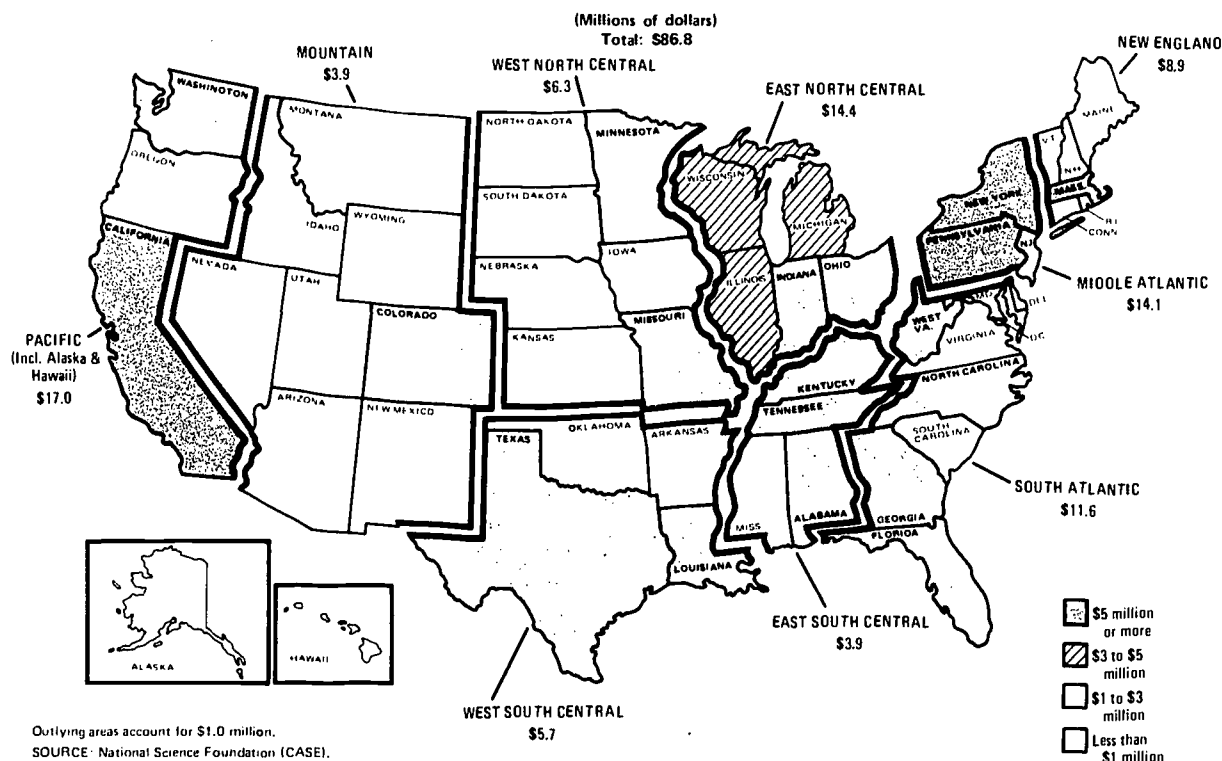 (Millions of dollars)
Total: $86.8
MOUNTAIN
$3.9
WEST NORTH CENTRAL
$6.3
EAST NORTH CENTRAL
$14.4
NEW ENGLAND
$8.9
WASHINGTON
OREGON
CALIFORNIA
MONTANA
IDAHO
WYOMING
NEVADA
UTAH
COLORADO
ARIZONA
NEW MEXICO
NORTH DAKOTA
SOUTH DAKOTA
NEBRASKA
KANSAS
MINNESOTA
IOWA
MISSOURI
WISCONSIN
MICHIGAN
ILLINOIS
INDIANA
OHIO
NEW YORK
PENNSYLVANIA
N.J.
V.T.
N.H.
MAINE
MASS.
R.I.
CONN
MIDDLE ATLANTIC
$14.1
PACIFIC
(Incl. Alaska &
Hawaii)
$17.0
WEST
VA.
VIRGINIA
MD.
DEL
DC
NORTH CAROLINA
SOUTH
CAROLINA
GEORGIA
FLORIDA
KENTUCKY
TENNESSEE
MISS
ALABAMA
TEXAS
OKLAHOMA
ARKANSAS
LOUISIANA
SOUTH ATLANTIC
$11.6
EAST SOUTH CENTRAL
$3.9
WEST SOUTH CENTRAL
$5.7
ALASKA
HAWAII
$5 million
or more
$3 to $5
million
$1 to $3
million
Less than
$1 million
Outlying areas account for $1.0 million.
SOURCE: National Science Foundation (CASE).